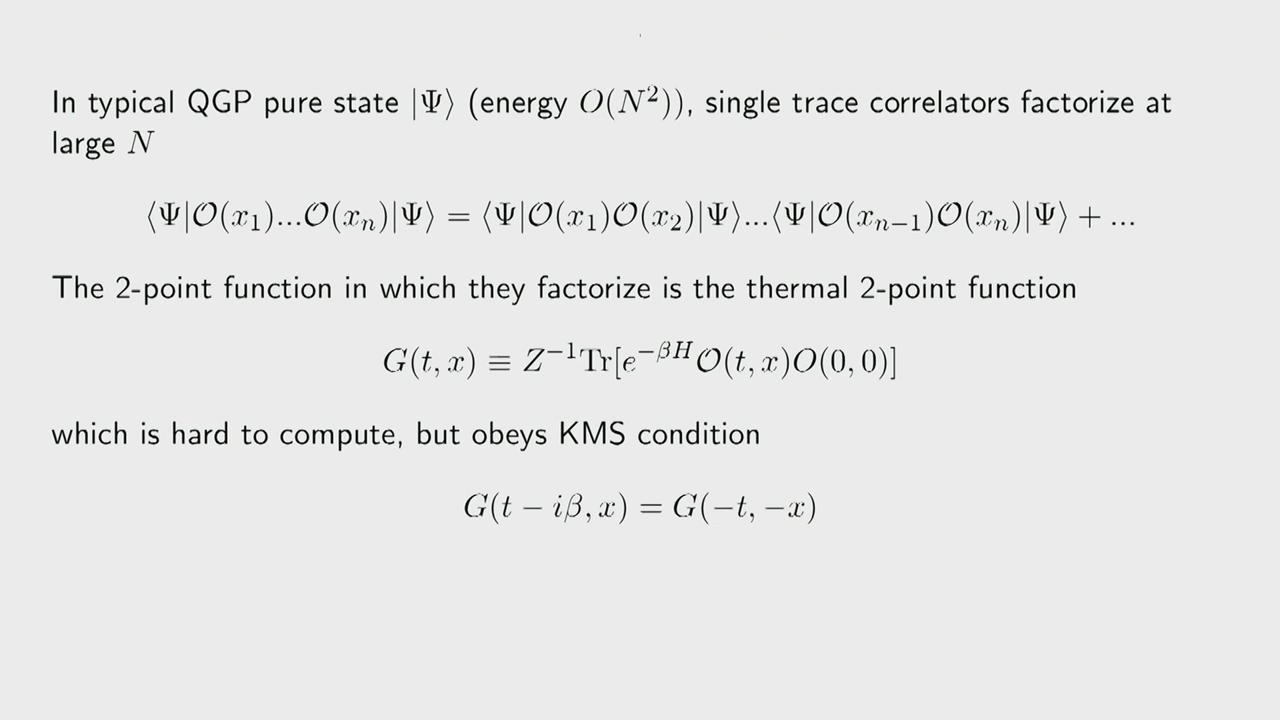 In typical QGP pure state |Ψ⟩ (energy O(N²)), single trace correlators factorize at
large N
⟨Ψ|𝒪(x₁)...𝒪(xₙ)|Ψ⟩ = ⟨Ψ|𝒪(x₁)𝒪(x₂)|Ψ⟩...⟨Ψ|𝒪(xₙ₋₁)𝒪(xₙ)|Ψ⟩ + ...
The 2-point function in which they factorize is the thermal 2-point function
G(t, x) ≡ Z⁻¹Tr[e^{−βH}𝒪(t, x)O(0, 0)]
which is hard to compute, but obeys KMS condition
G(t − iβ, x) = G(−t, −x)